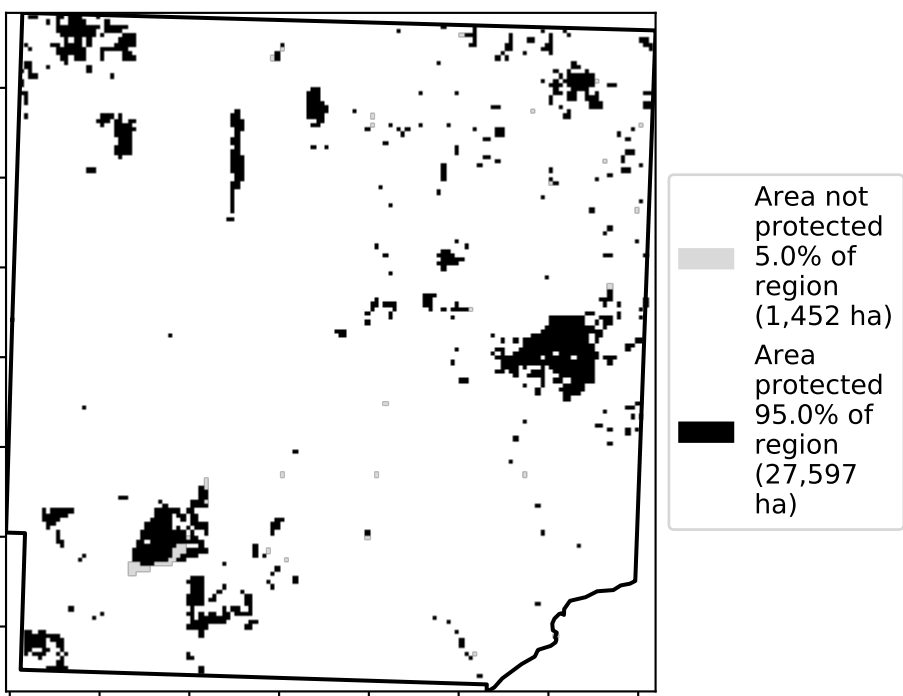 Area not
protected
5.0% of
region
(1,452 ha)
Area
protected
95.0% of
region
(27,597
ha)